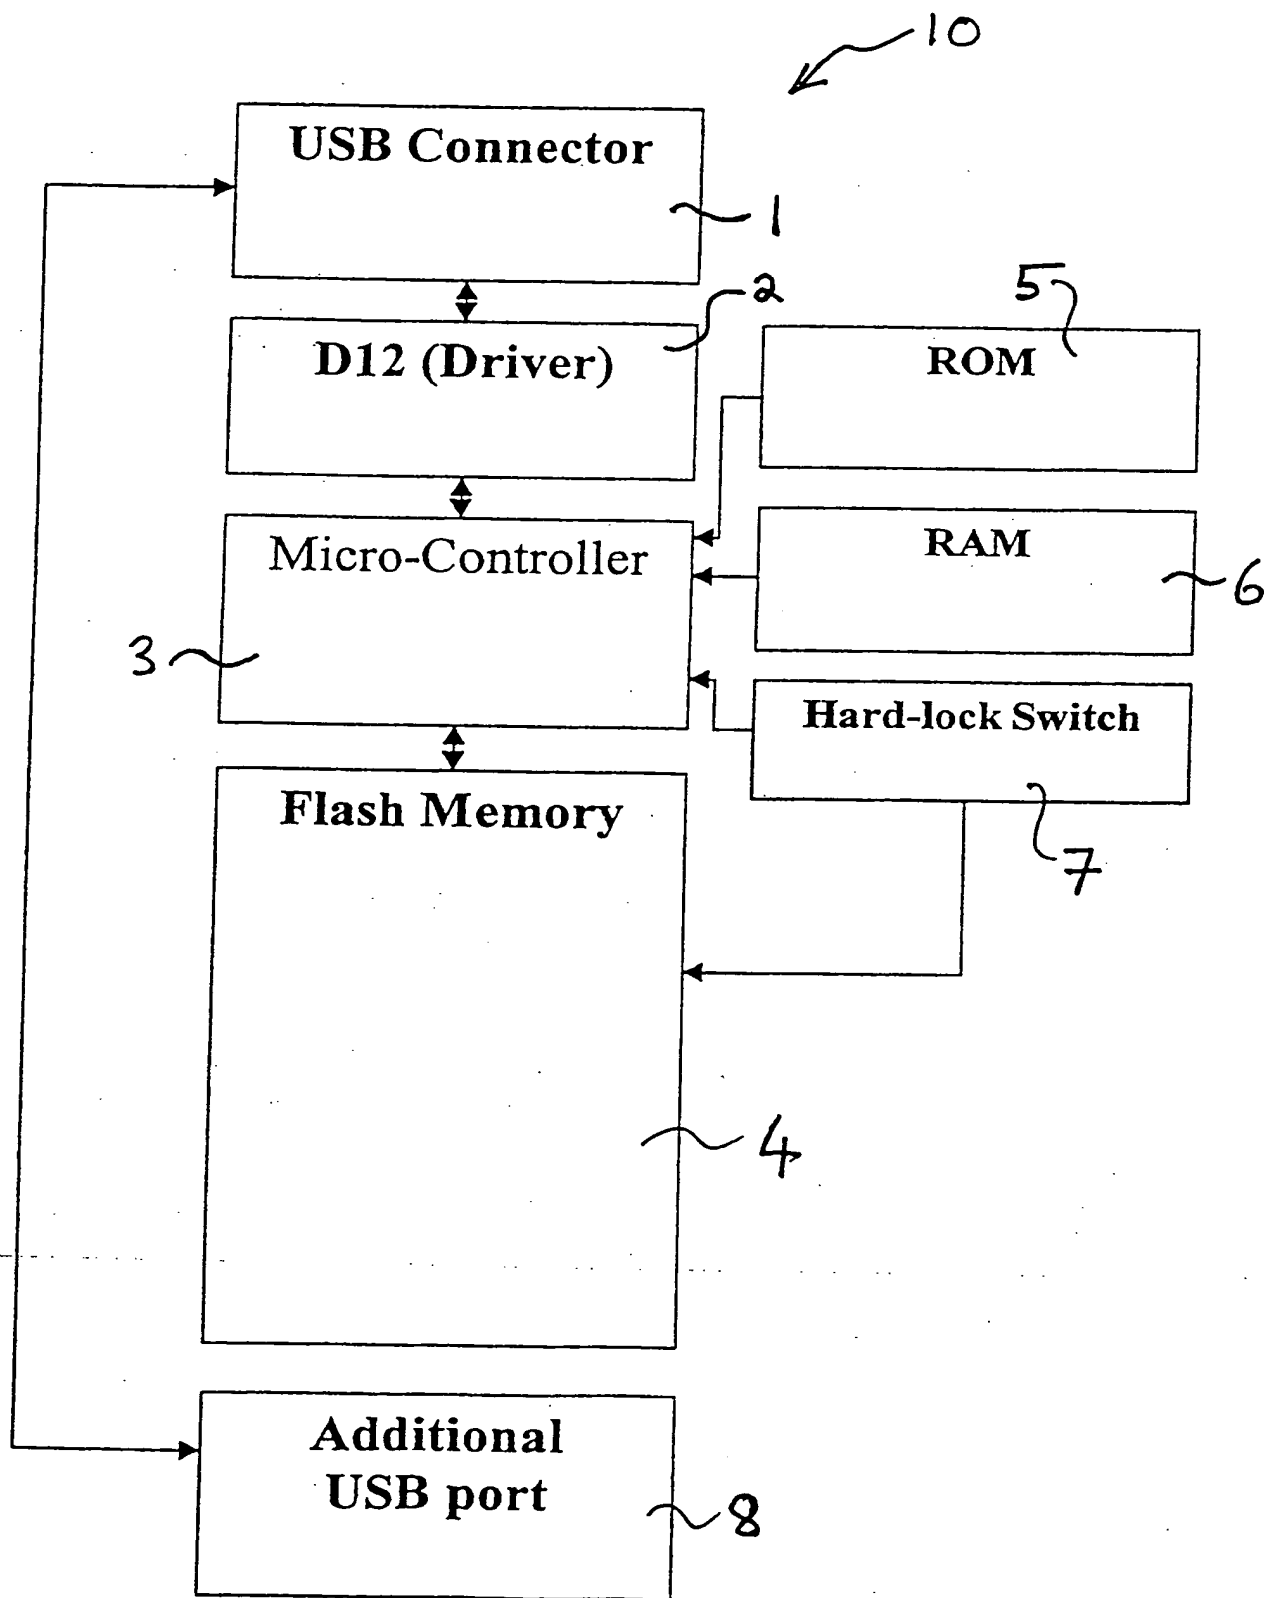 10
USB Connector
1
2
D12 (Driver)
5
ROM
Micro-Controller
3
RAM
6
Hard-lock Switch
7
Flash Memory
4
Additional
USB port
8